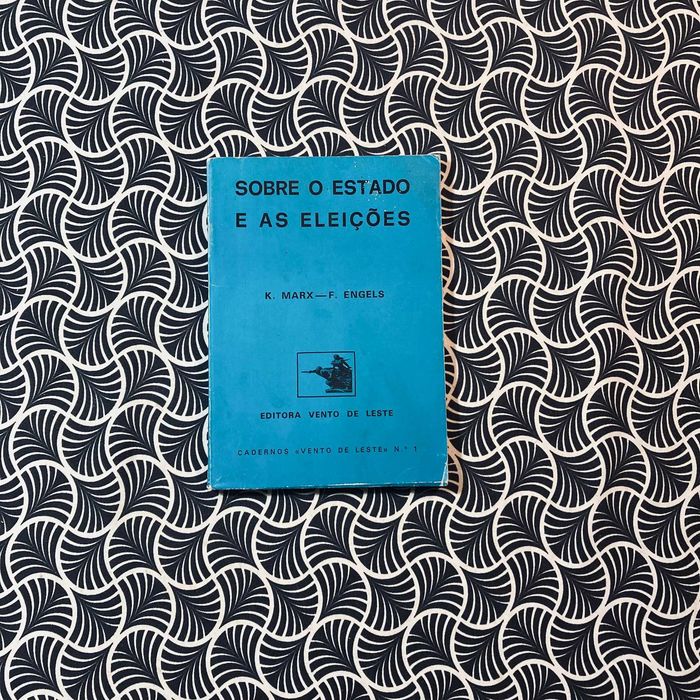 SOBRE O ESTADO
E AS ELEIÇÕES
K. MARX—F. ENGELS
EDITORA VENTO DE LESTE
CADERNOS «VENTO DE LESTE» N.° 1